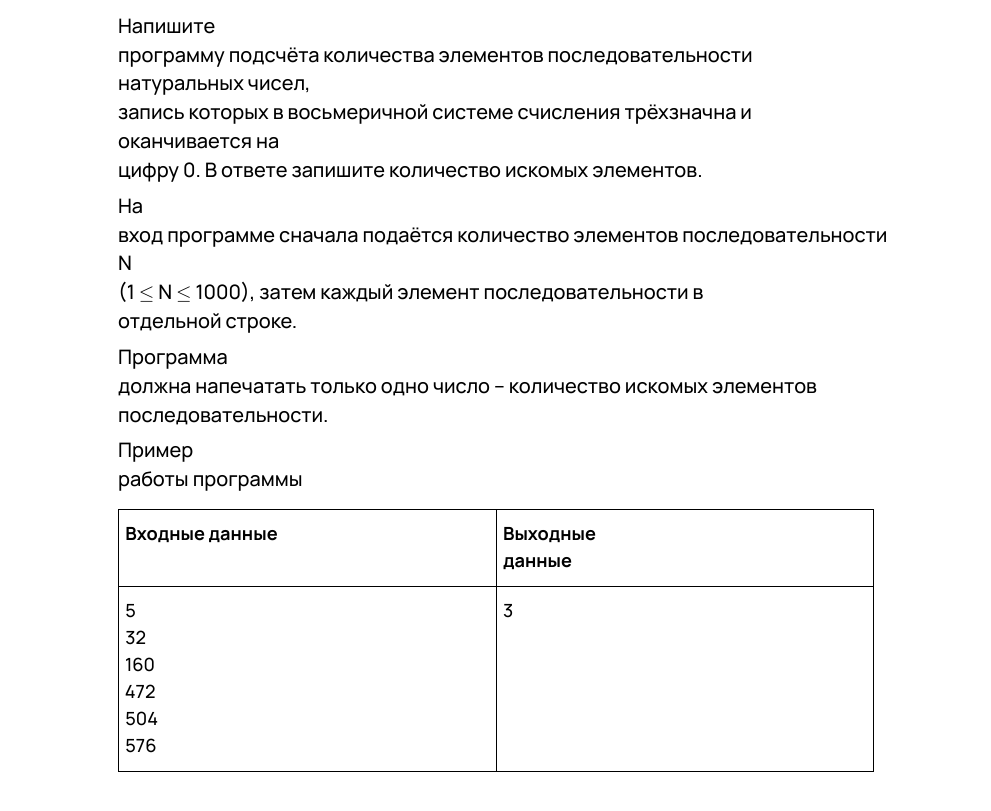 Напишите
программу подсчёта количества элементов последовательности
натуральных чисел,
запись которых в восьмеричной системе счисления трёхзначна и
оканчивается на
цифру 0. В ответе запишите количество искомых элементов.
На
вход программе сначала подаётся количество элементов последовательности
N
(1 ≤ N ≤ 1000), затем каждый элемент последовательности в
отдельной строке.
Программа
должна напечатать только одно число – количество искомых элементов
последовательности.
Пример
работы программы
Входные данные
Выходные
данные
5
32
160
472
504
576
3